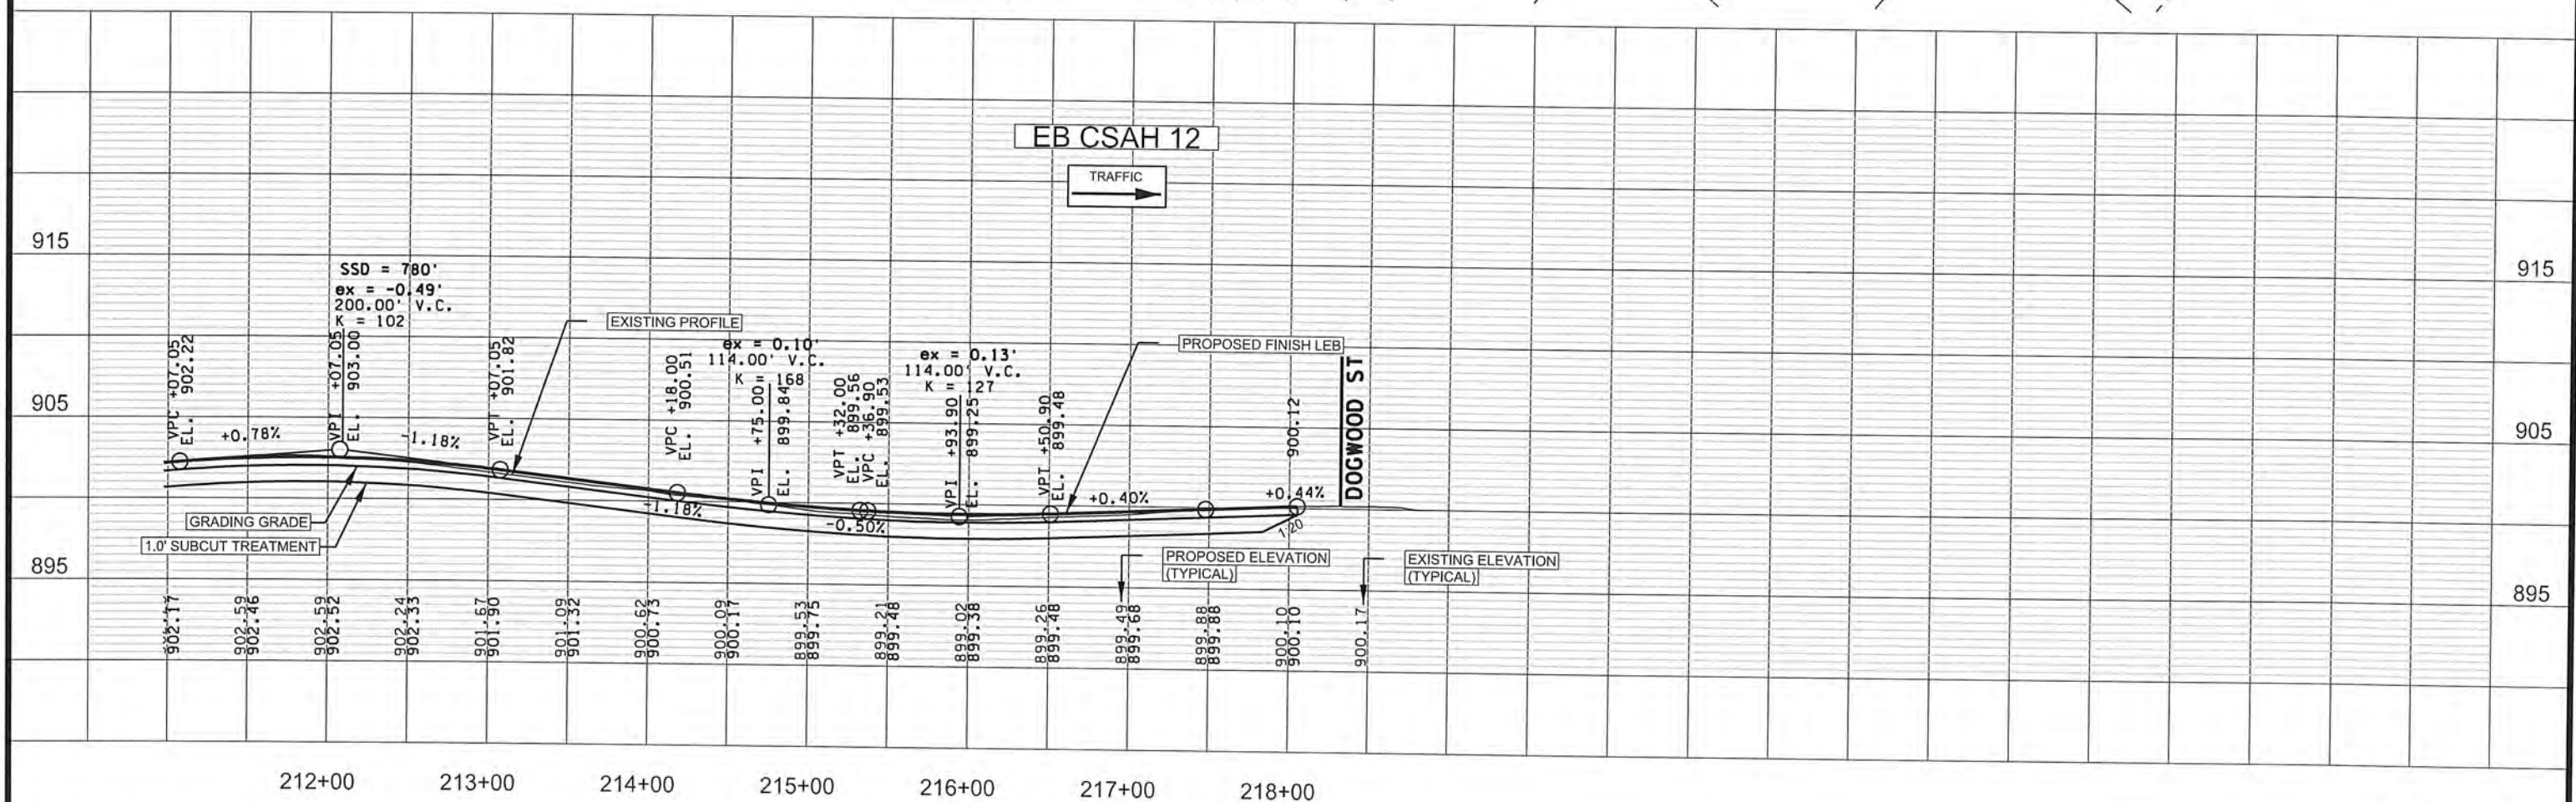 EB CSAH 12
TRAFFIC
915
915
SSD = 780'
ex = -0.49'
200.00' V.C.
K = 102
VPC +07.05
EL. 902.22
+0.78%
VPI +07.05
EL. 903.00
-1.18%
VPT +07.05
EL. 901.82
EXISTING PROFILE
VPC +18.00
EL. 900.51
-1.18%
ex = 0.10'
114.00' V.C.
K = 168
VPI +75.00
EL. 899.84
VPT +32.00
EL. 899.56
VPC +36.90
EL. 899.53
-0.50%
ex = 0.13'
114.00' V.C.
K = 127
VPI +93.90
EL. 899.25
VPT +50.90
EL. 899.48
PROPOSED FINISH LEB
+0.40%
900.12
+0.44%
1:20
DOGWOOD ST
905
905
GRADING GRADE
1.0' SUBCUT TREATMENT
PROPOSED ELEVATION
(TYPICAL)
EXISTING ELEVATION
(TYPICAL)
895
895
902.17
902.59
902.46
902.59
902.52
902.24
902.33
901.67
901.90
901.09
901.32
900.62
900.73
900.09
900.17
899.53
899.75
899.21
899.48
899.02
899.38
899.26
899.48
899.49
899.68
899.88
899.88
900.10
900.10
900.17
212+00
213+00
214+00
215+00
216+00
217+00
218+00